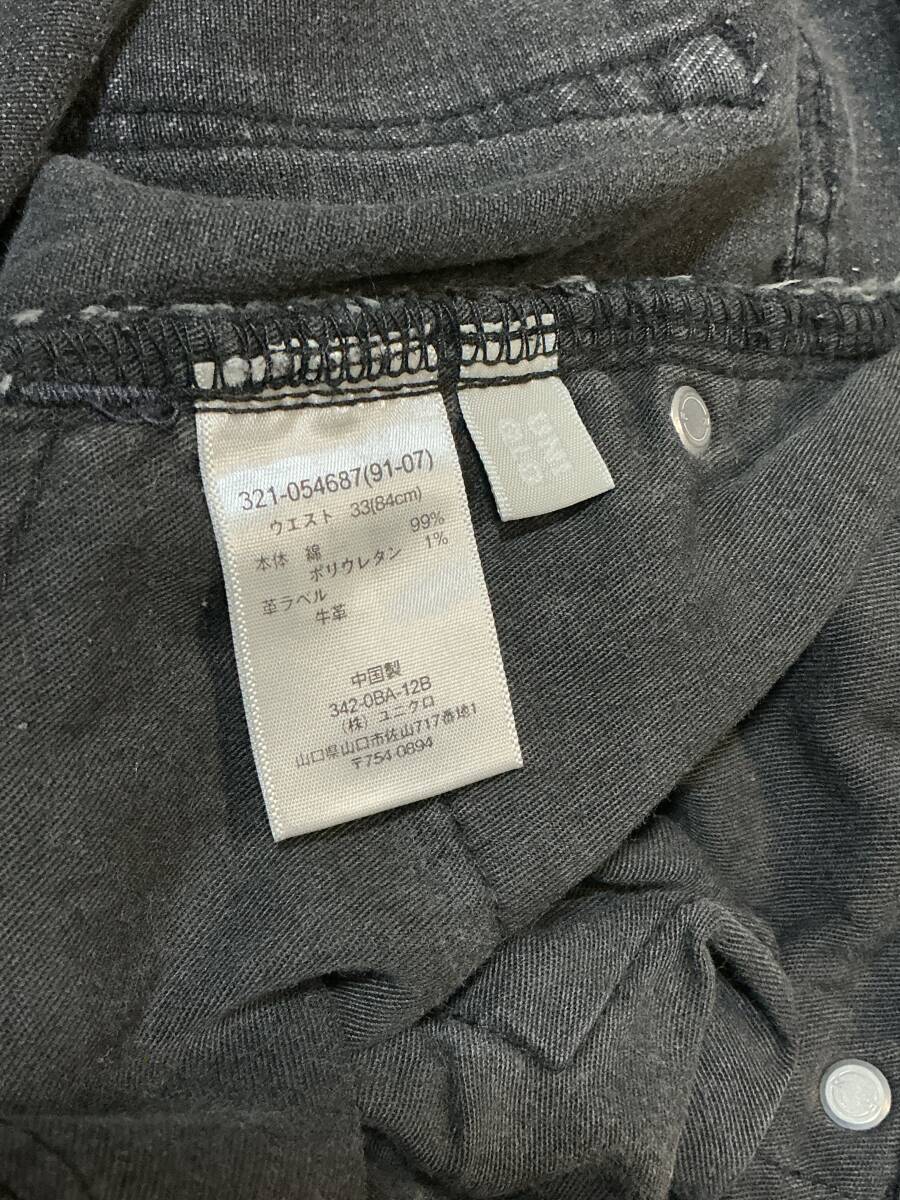 321-054687(91-07)
ウエスト 33(84cm)
本体 綿 99%
ポリウレタン 1%
革ラベル
牛革
中国製
342-0BA-12B
(株) ユニクロ
山口県山口市佐山717番地1
〒754-0894
UNI
QLO